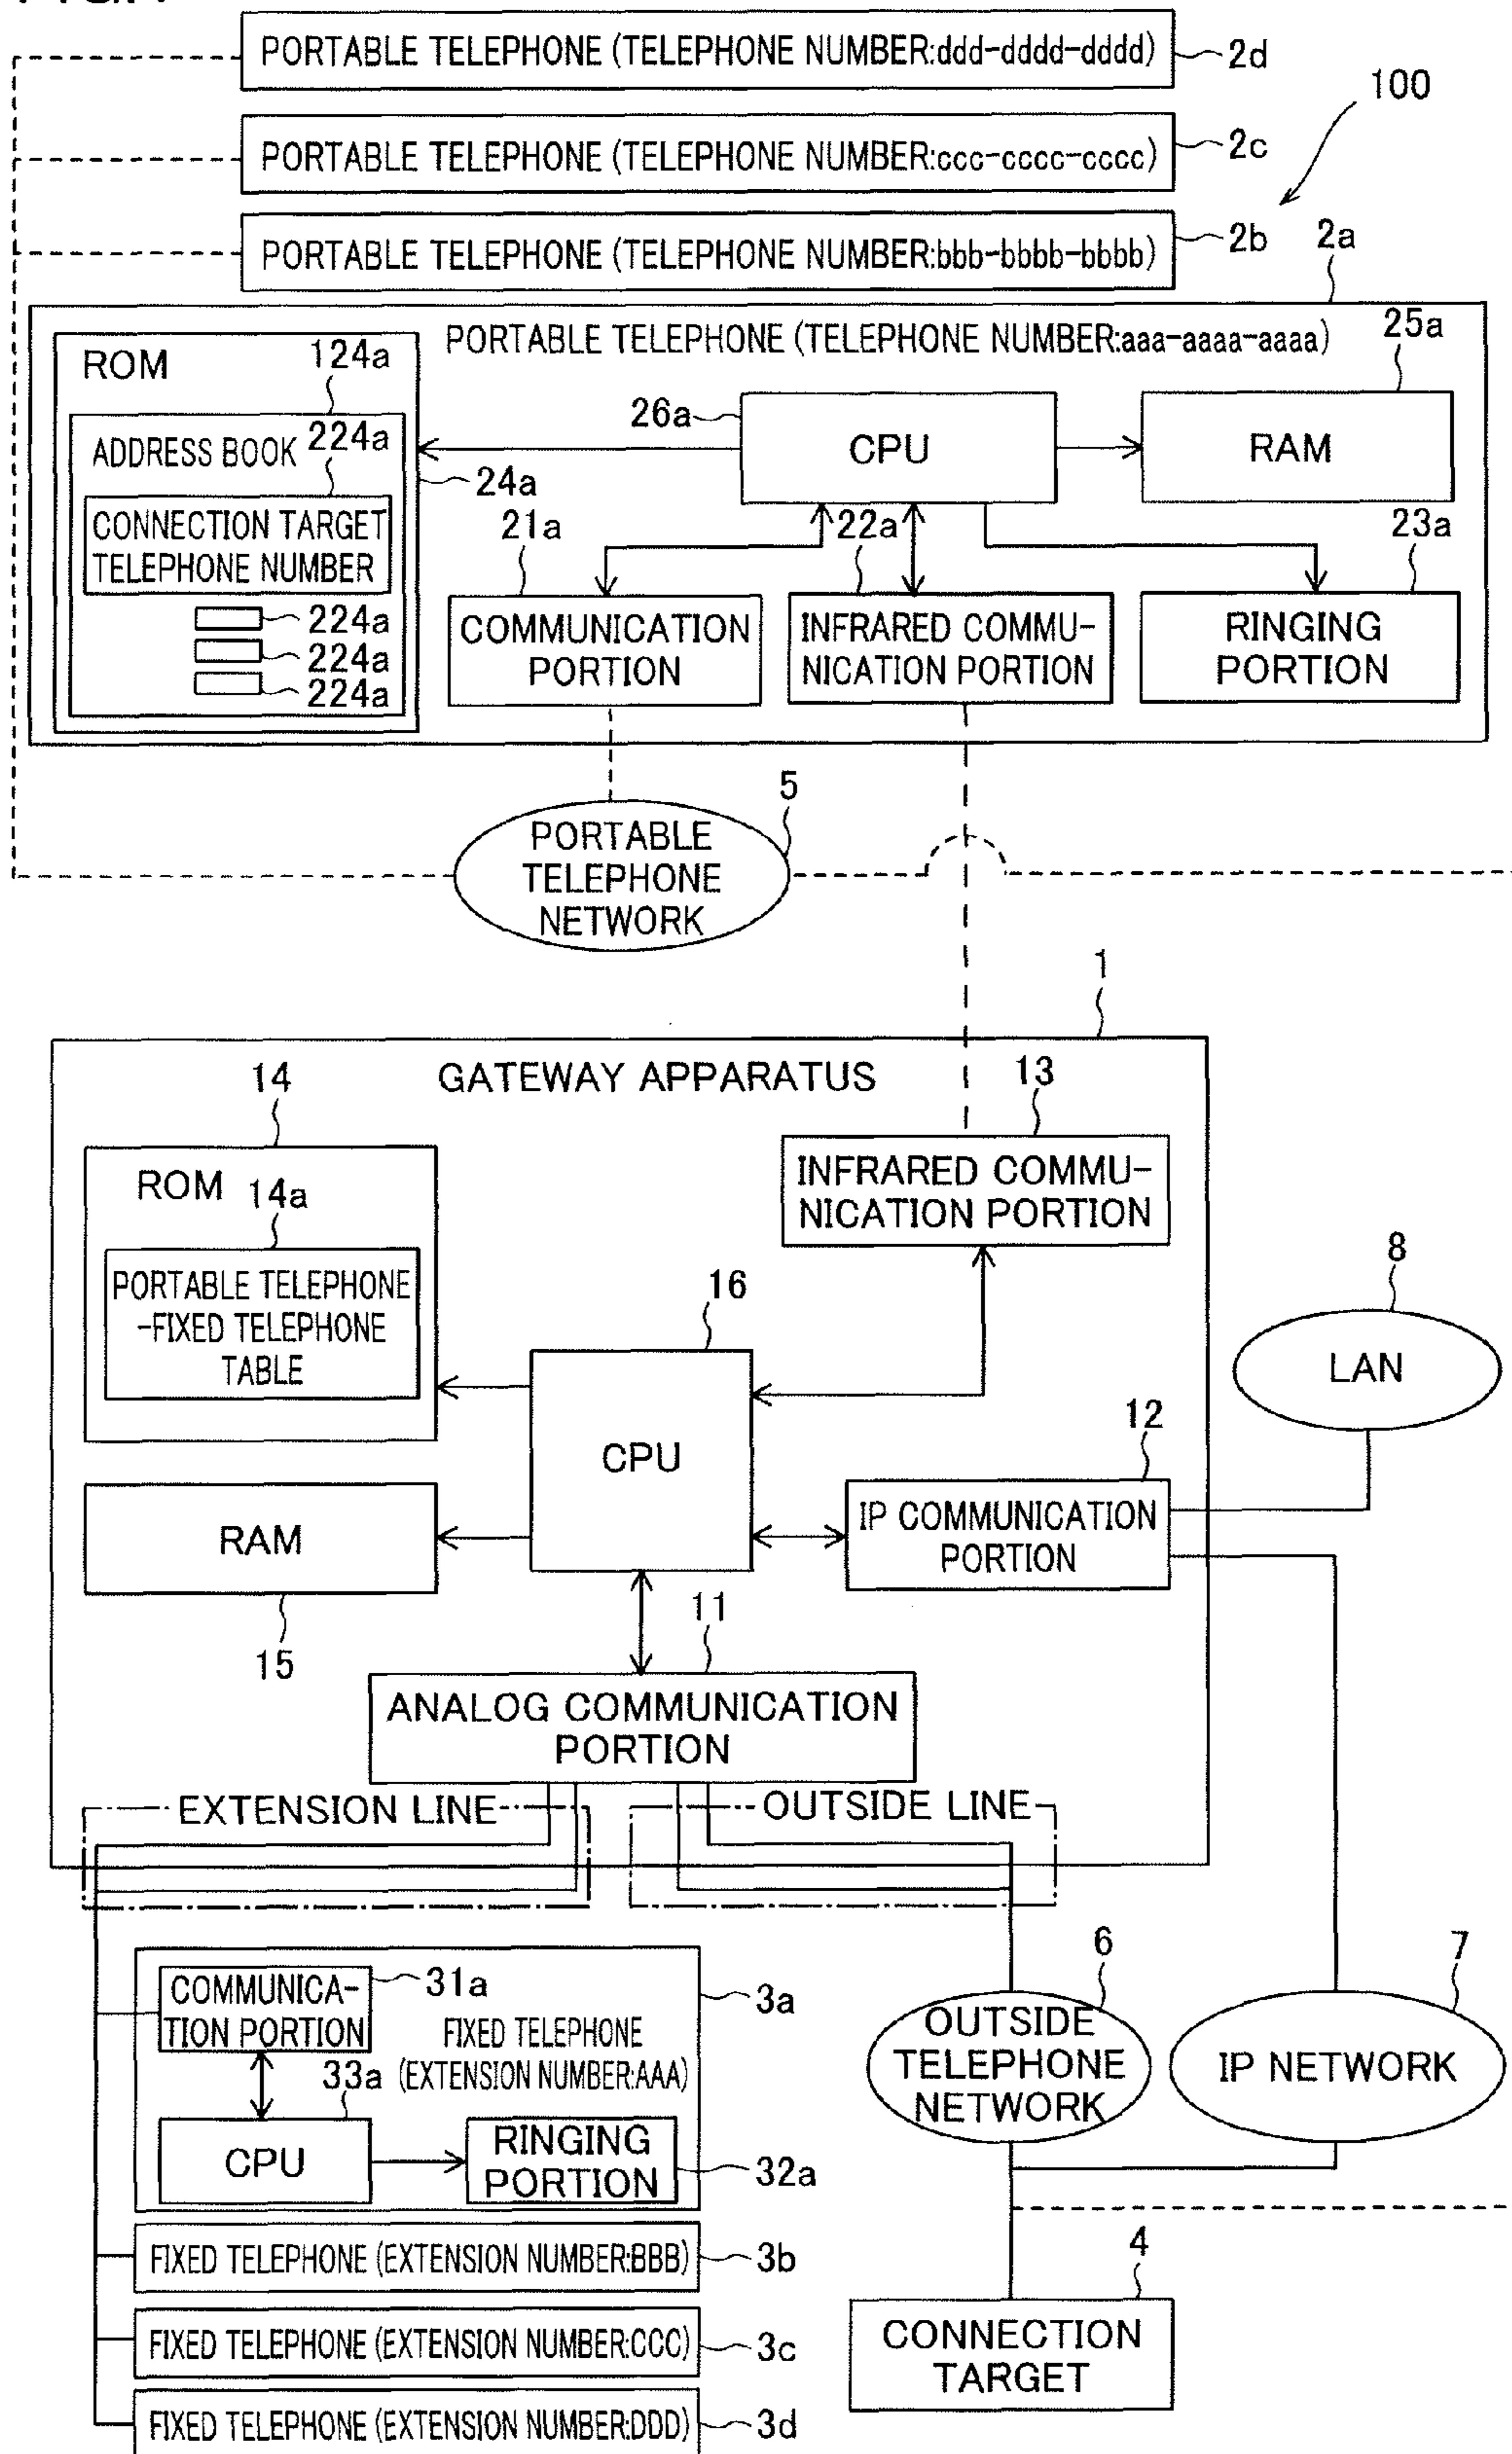 PORTABLE TELEPHONE (TELEPHONE NUMBER:ddd-dddd-dddd)
2d
100
PORTABLE TELEPHONE (TELEPHONE NUMBER:ccc-cccc-cccc)
2c
PORTABLE TELEPHONE (TELEPHONE NUMBER:bbb-bbbb-bbbb)
2b
2a
PORTABLE TELEPHONE (TELEPHONE NUMBER:aaa-aaaa-aaaa)
25a
ROM
124a
26a
CPU
RAM
ADDRESS BOOK
224a
24a
CONNECTION TARGET
TELEPHONE NUMBER
21a
22a
23a
224a
224a
224a
COMMUNICATION
PORTION
INFRARED COMMU-
NICATION PORTION
RINGING
PORTION
5
PORTABLE
TELEPHONE
NETWORK
1
GATEWAY APPARATUS
14
13
ROM
14a
INFRARED COMMU-
NICATION PORTION
PORTABLE TELEPHONE
-FIXED TELEPHONE
TABLE
16
8
LAN
CPU
12
RAM
IP COMMUNICATION
PORTION
15
11
ANALOG COMMUNICATION
PORTION
EXTENSION LINE
OUTSIDE LINE
COMMUNICA-
TION PORTION
31a
3a
FIXED TELEPHONE
(EXTENSION NUMBER:AAA)
33a
CPU
RINGING
PORTION
32a
6
OUTSIDE
TELEPHONE
NETWORK
7
IP NETWORK
FIXED TELEPHONE (EXTENSION NUMBER:BBB)
3b
FIXED TELEPHONE (EXTENSION NUMBER:CCC)
3c
FIXED TELEPHONE (EXTENSION NUMBER:DDD)
3d
4
CONNECTION
TARGET